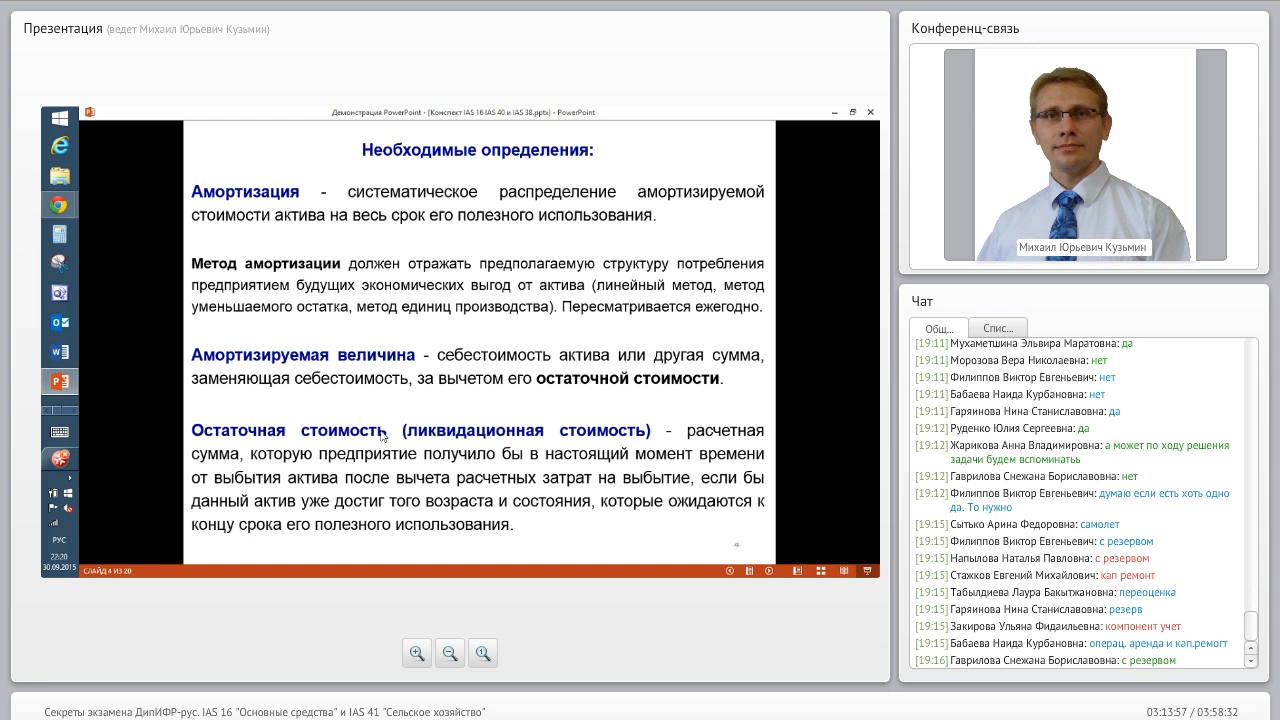 Презентация (ведет Михаил Юрьевич Кузьмин)
Демонстрация PowerPoint - [Конспект IAS 16 IAS 40 и IAS 38.pptx] - PowerPoint
Необходимые определения:
Амортизация - систематическое распределение амортизируемой
стоимости актива на весь срок его полезного использования.
Метод амортизации должен отражать предполагаемую структуру потребления
предприятием будущих экономических выгод от актива (линейный метод, метод
уменьшаемого остатка, метод единиц производства). Пересматривается ежегодно.
Амортизируемая величина - себестоимость актива или другая сумма,
заменяющая себестоимость, за вычетом его остаточной стоимости.
Остаточная стоимость (ликвидационная стоимость) - расчетная
сумма, которую предприятие получило бы в настоящий момент времени
от выбытия актива после вычета расчетных затрат на выбытие, если бы
данный актив уже достиг того возраста и состояния, которые ожидаются к
концу срока его полезного использования.
4
РУС
22:20
30.09.2015
СЛАЙД 4 ИЗ 20
Конференц-связь
Михаил Юрьевич Кузьмин
Чат
Общ...
Спис...
[19:11] Мухаметшина Эльвира Маратовна: да
[19:11] Морозова Вера Николаевна: нет
[19:11] Филиппов Виктор Евгеньевич: нет
[19:11] Бабаева Наида Курбановна: нет
[19:11] Гаряинова Нина Станиславовна: да
[19:12] Руденко Юлия Сергеевна: да
[19:12] Жарикова Анна Владимировна: а может по ходу решения
задачи будем вспоминатьь
[19:12] Гаврилова Снежана Бориславовна: нет
[19:12] Филиппов Виктор Евгеньевич: думаю если есть хоть одно
да. То нужно
[19:15] Сытько Арина Федоровна: самолет
[19:15] Филиппов Виктор Евгеньевич: с резервом
[19:15] Напылова Наталья Павловна: с резервом
[19:15] Стажков Евгений Михайлович: кап ремонт
[19:15] Табылдиева Лаура Бакытжановна: переоценка
[19:15] Гаряинова Нина Станиславовна: резерв
[19:15] Закирова Ульяна Фидаильевна: компонент учет
[19:15] Бабаева Наида Курбановна: операц. аренда и кап.ремогт
[19:16] Гаврилова Снежана Бориславовна: с резервом
Секреты экзамена ДипИФР-рус. IAS 16 "Основные средства" и IAS 41 "Сельское хозяйство"
03:13:57 / 03:58:32